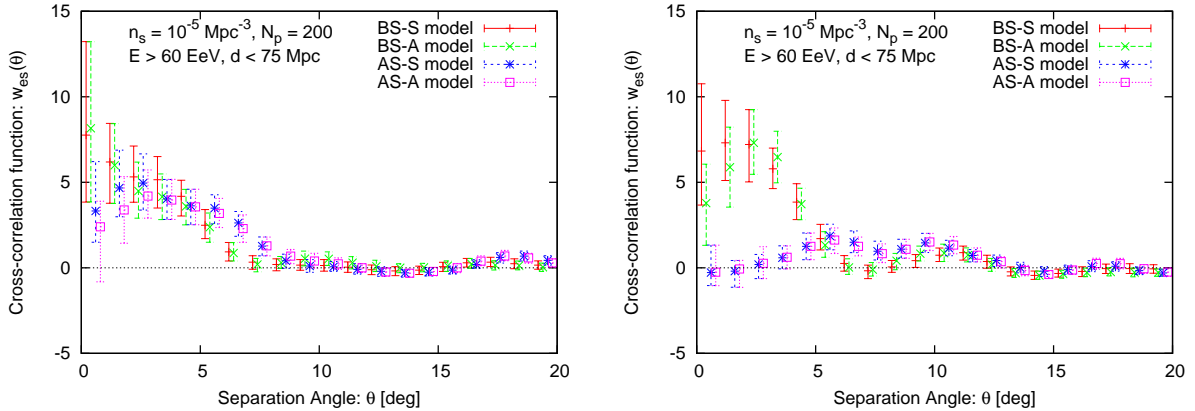 n_s = 10^-5 Mpc^-3, N_p = 200
E > 60 EeV, d < 75 Mpc
BS-S model
BS-A model
AS-S model
AS-A model
Cross-correlation function: w_es(θ)
15
10
5
0
-5
0
5
10
15
20
Separation Angle: θ [deg]
n_s = 10^-5 Mpc^-3, N_p = 200
E > 60 EeV, d < 75 Mpc
BS-S model
BS-A model
AS-S model
AS-A model
Cross-correlation function: w_es(θ)
15
10
5
0
-5
0
5
10
15
20
Separation Angle: θ [deg]